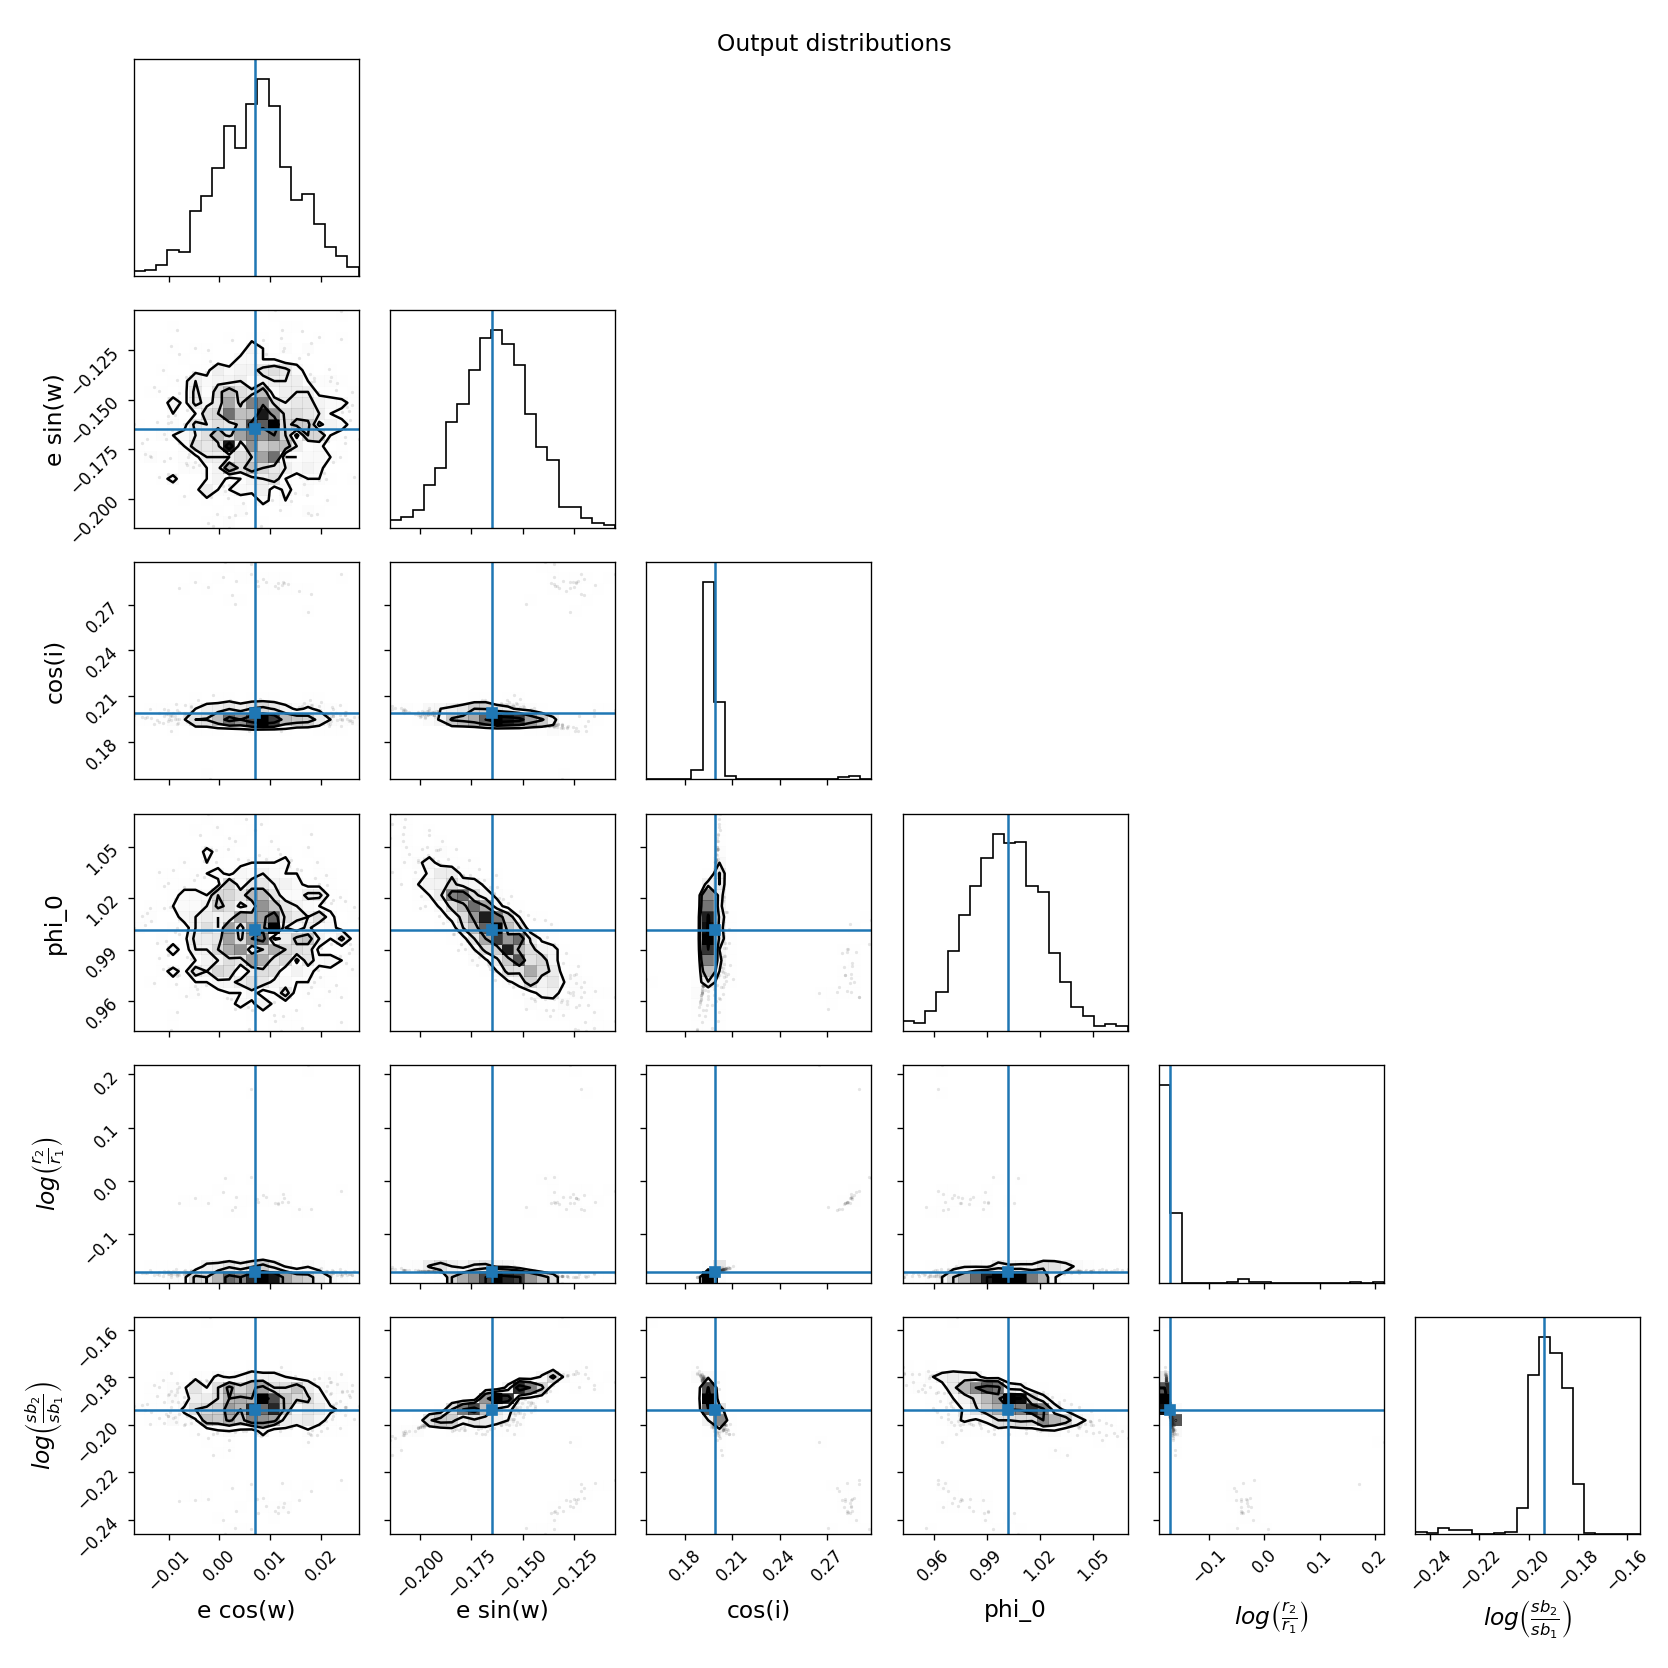 Output distributions
e sin(w)
−0.125
−0.150
−0.175
−0.200
cos(i)
0.27
0.24
0.21
0.18
phi_0
1.05
1.02
0.99
0.96
log(r₂/r₁)
0.2
0.1
0.0
−0.1
log(sb₂/sb₁)
−0.16
−0.18
−0.20
−0.22
−0.24
−0.01 0.00 0.01 0.02
−0.200 −0.175 −0.150 −0.125
0.18 0.21 0.24 0.27
0.96 0.99 1.02 1.05
−0.1 0.0 0.1 0.2
−0.24 −0.22 −0.20 −0.18 −0.16
e cos(w)
e sin(w)
cos(i)
phi_0
log(r₂/r₁)
log(sb₂/sb₁)